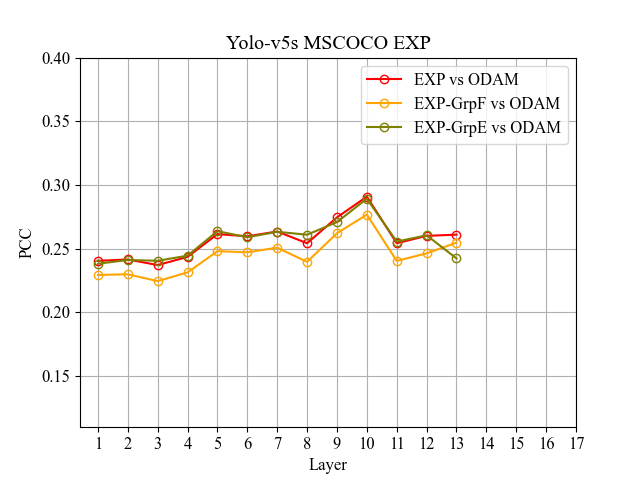 Yolo-v5s MSCOCO EXP
EXP vs ODAM
EXP-GrpF vs ODAM
EXP-GrpE vs ODAM
PCC
0.40
0.35
0.30
0.25
0.20
0.15
1 2 3 4 5 6 7 8 9 10 11 12 13 14 15 16 17
Layer